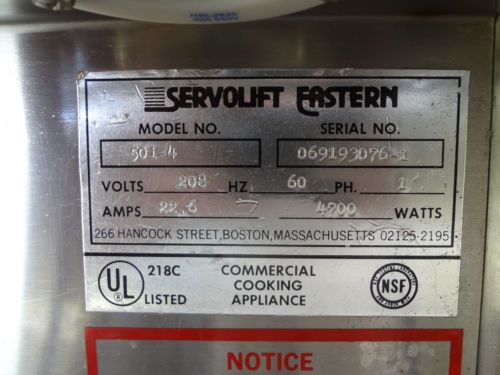 SERVOLIFT EASTERN
MODEL NO. SERIAL NO.
501-4 069193076-1
VOLTS 208 HZ. 60 PH. 1
AMPS 22.6 4700 WATTS
266 HANCOCK STREET, BOSTON, MASSACHUSETTS 02125-2195
UL 218C LISTED
COMMERCIAL
COOKING
APPLIANCE
NSF
NOTICE